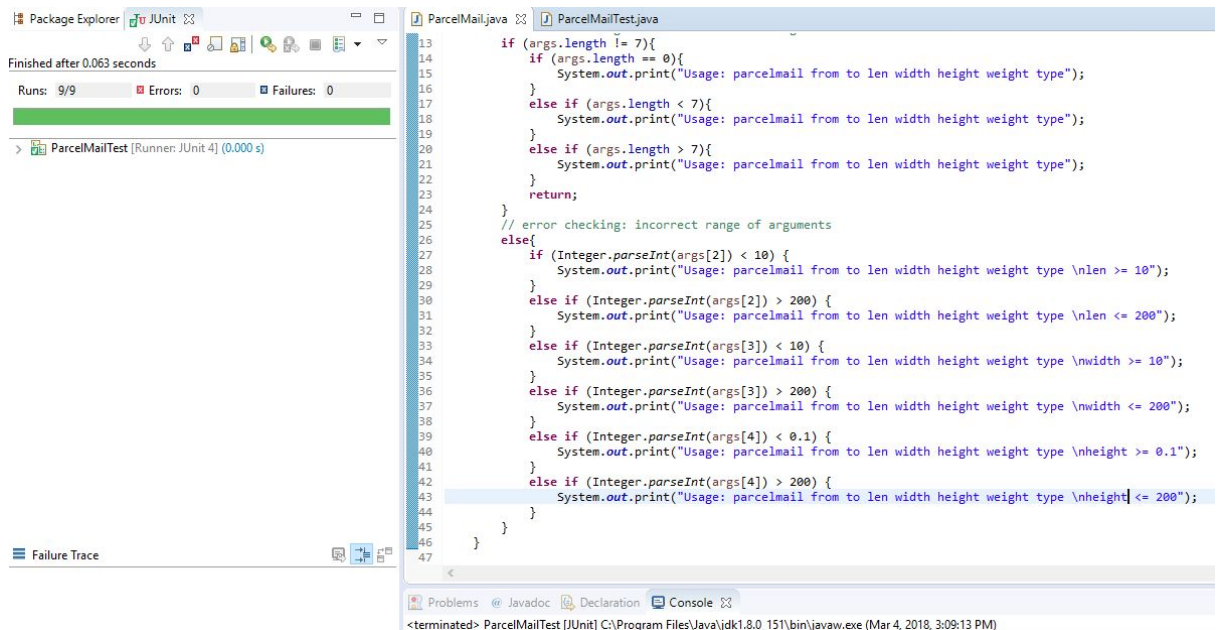 Package Explorer JUnit
Finished after 0.063 seconds
Runs: 9/9 Errors: 0 Failures: 0
ParcelMailTest [Runner: JUnit 4] (0.000 s)
Failure Trace
ParcelMail.java ParcelMailTest.java
13 if (args.length != 7){
14 if (args.length == 0){
15 System.out.print("Usage: parcelmail from to len width height weight type");
16 }
17 else if (args.length < 7){
18 System.out.print("Usage: parcelmail from to len width height weight type");
19 }
20 else if (args.length > 7){
21 System.out.print("Usage: parcelmail from to len width height weight type");
22 }
23 return;
24 }
25 // error checking: incorrect range of arguments
26 else{
27 if (Integer.parseInt(args[2]) < 10) {
28 System.out.print("Usage: parcelmail from to len width height weight type \nlen >= 10");
29 }
30 else if (Integer.parseInt(args[2]) > 200) {
31 System.out.print("Usage: parcelmail from to len width height weight type \nlen <= 200");
32 }
33 else if (Integer.parseInt(args[3]) < 10) {
34 System.out.print("Usage: parcelmail from to len width height weight type \nwidth >= 10");
35 }
36 else if (Integer.parseInt(args[3]) > 200) {
37 System.out.print("Usage: parcelmail from to len width height weight type \nwidth <= 200");
38 }
39 else if (Integer.parseInt(args[4]) < 0.1) {
40 System.out.print("Usage: parcelmail from to len width height weight type \nheight >= 0.1");
41 }
42 else if (Integer.parseInt(args[4]) > 200) {
43 System.out.print("Usage: parcelmail from to len width height weight type \nheight <= 200");
44 }
45 }
46 }
47
Problems Javadoc Declaration Console
<terminated> ParcelMailTest [JUnit] C:\Program Files\Java\jdk1.8.0_151\bin\javaw.exe (Mar 4, 2018, 3:09:13 PM)